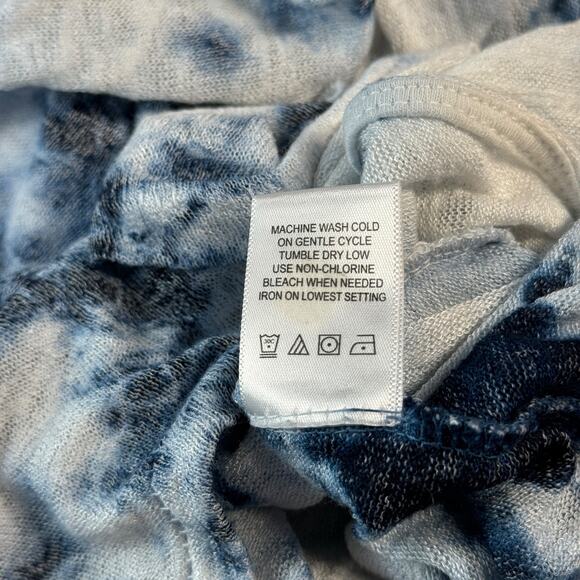 MACHINE WASH COLD
ON GENTLE CYCLE
TUMBLE DRY LOW
USE NON-CHLORINE
BLEACH WHEN NEEDED
IRON ON LOWEST SETTING
30C